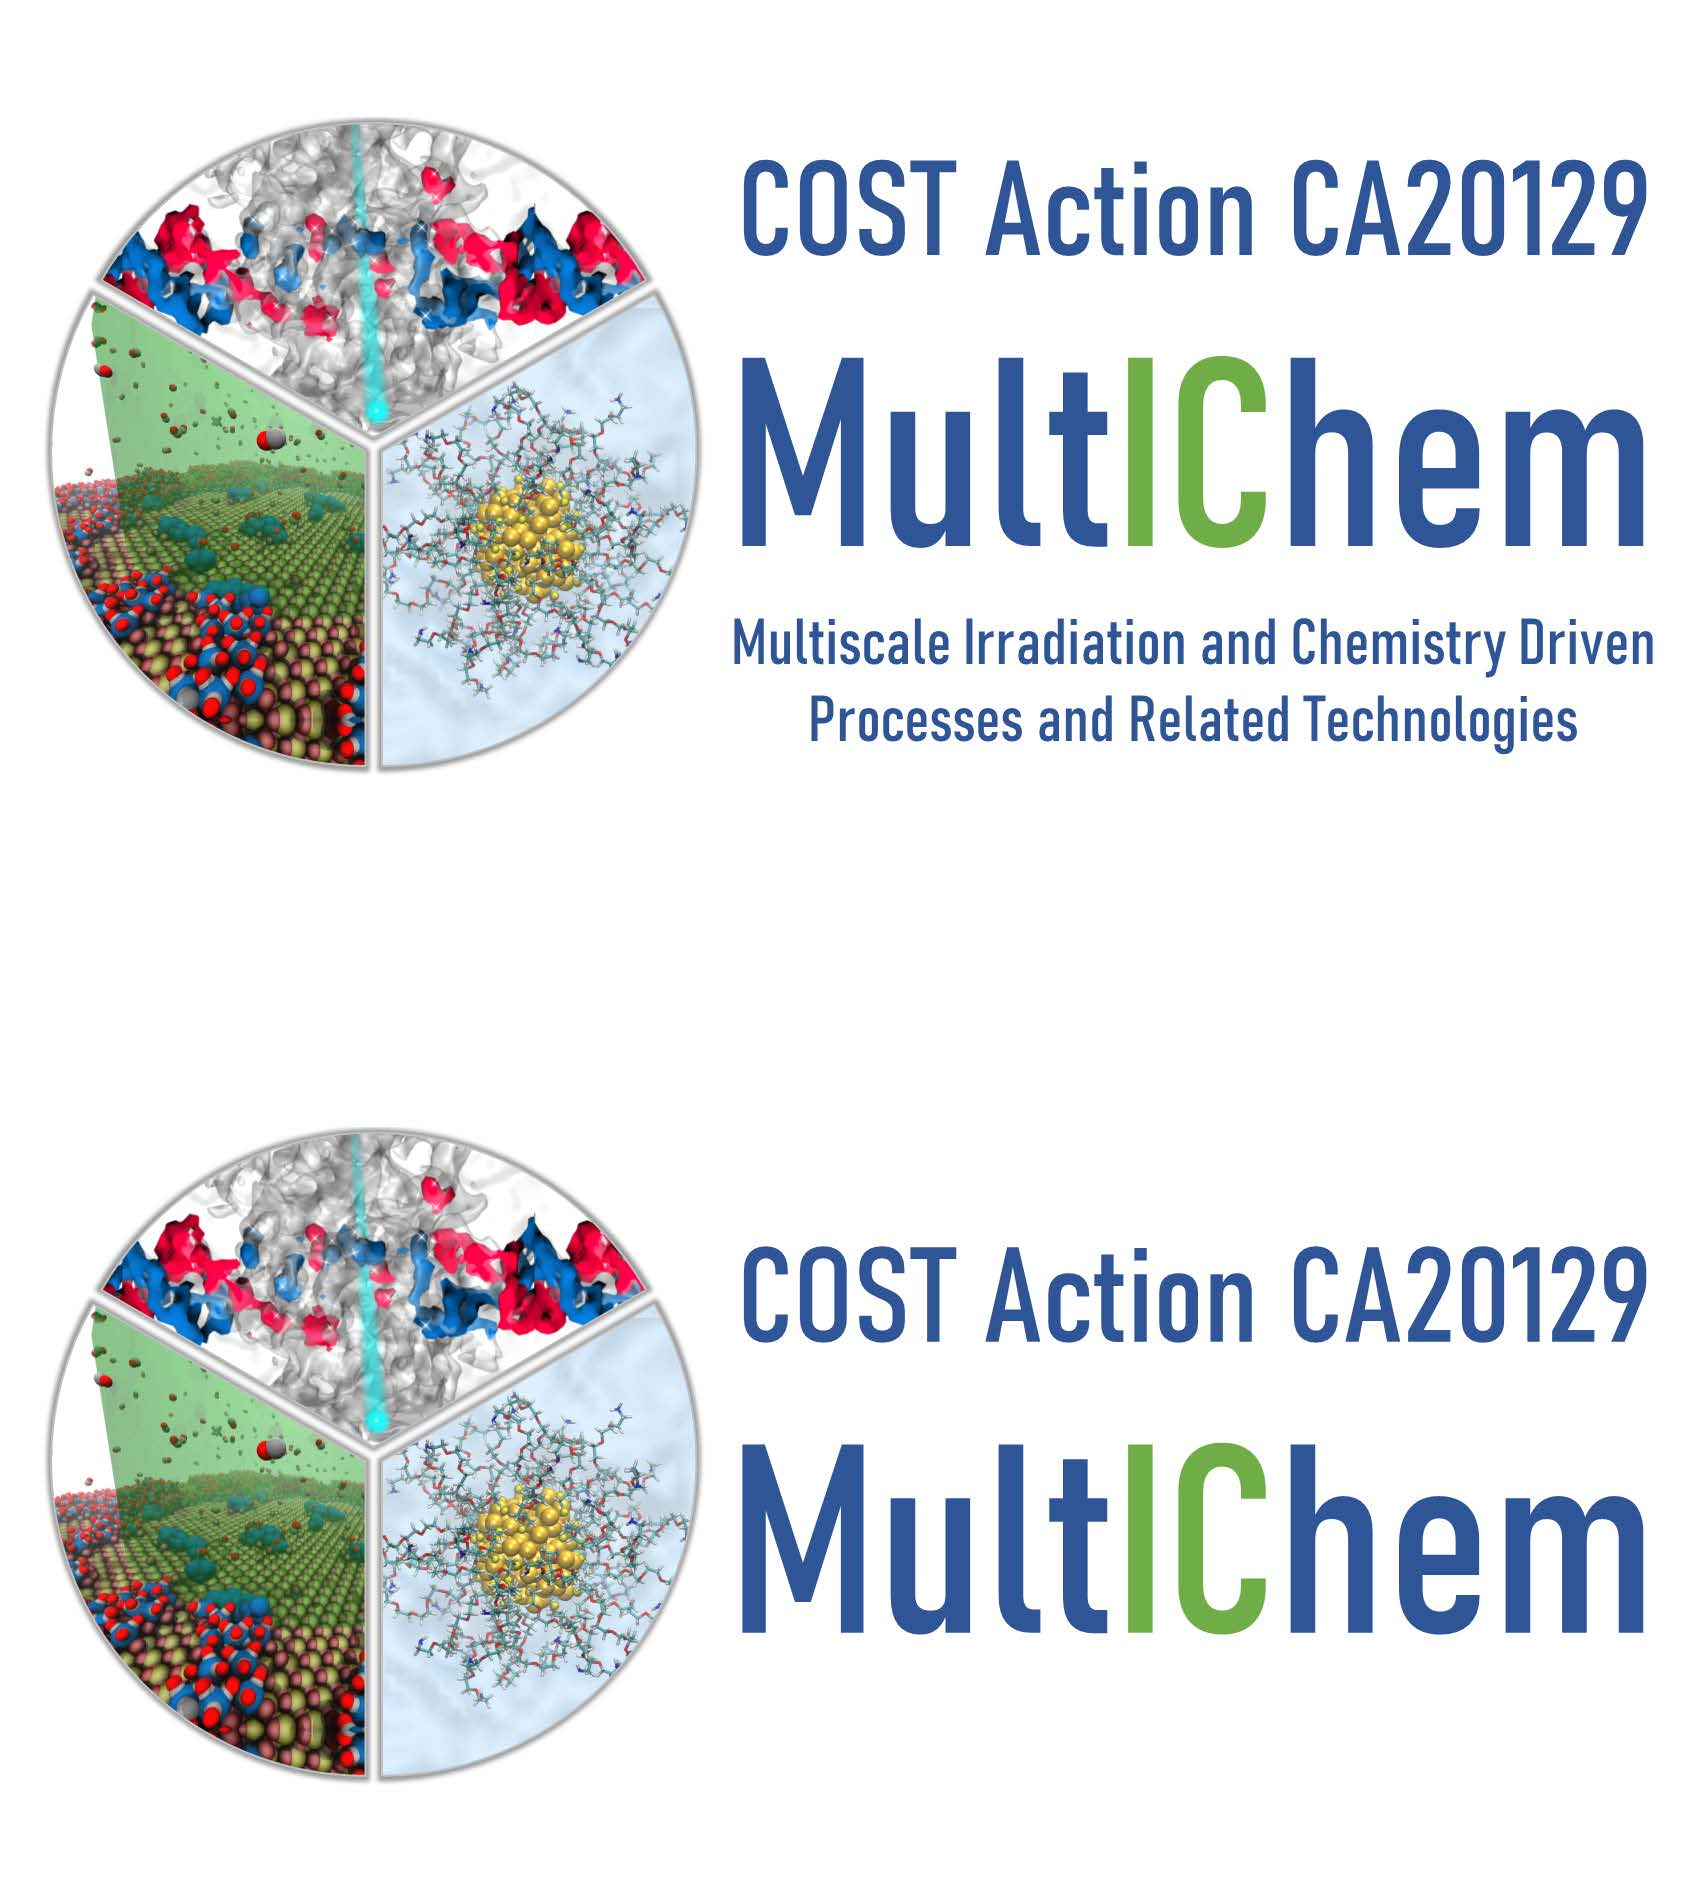 COST Action CA20129
MultIChem
Multiscale Irradiation and Chemistry Driven
Processes and Related Technologies
COST Action CA20129
MultIChem